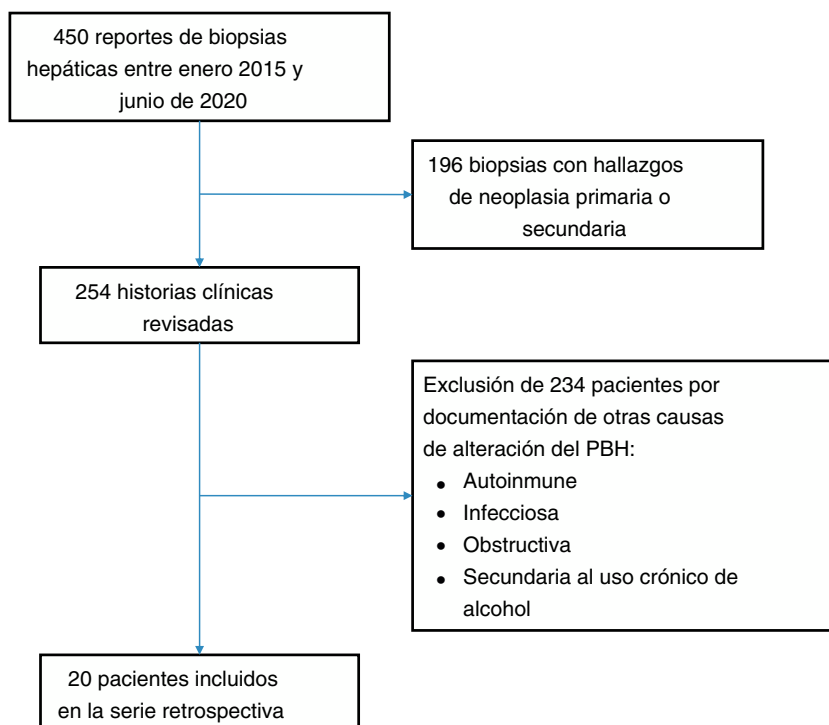 450 reportes de biopsias
hepáticas entre enero 2015 y
junio de 2020
196 biopsias con hallazgos
de neoplasia primaria o
secundaria
254 historias clínicas
revisadas
Exclusión de 234 pacientes por
documentación de otras causas
de alteración del PBH:
• Autoinmune
• Infecciosa
• Obstructiva
• Secundaria al uso crónico de
alcohol
20 pacientes incluidos
en la serie retrospectiva